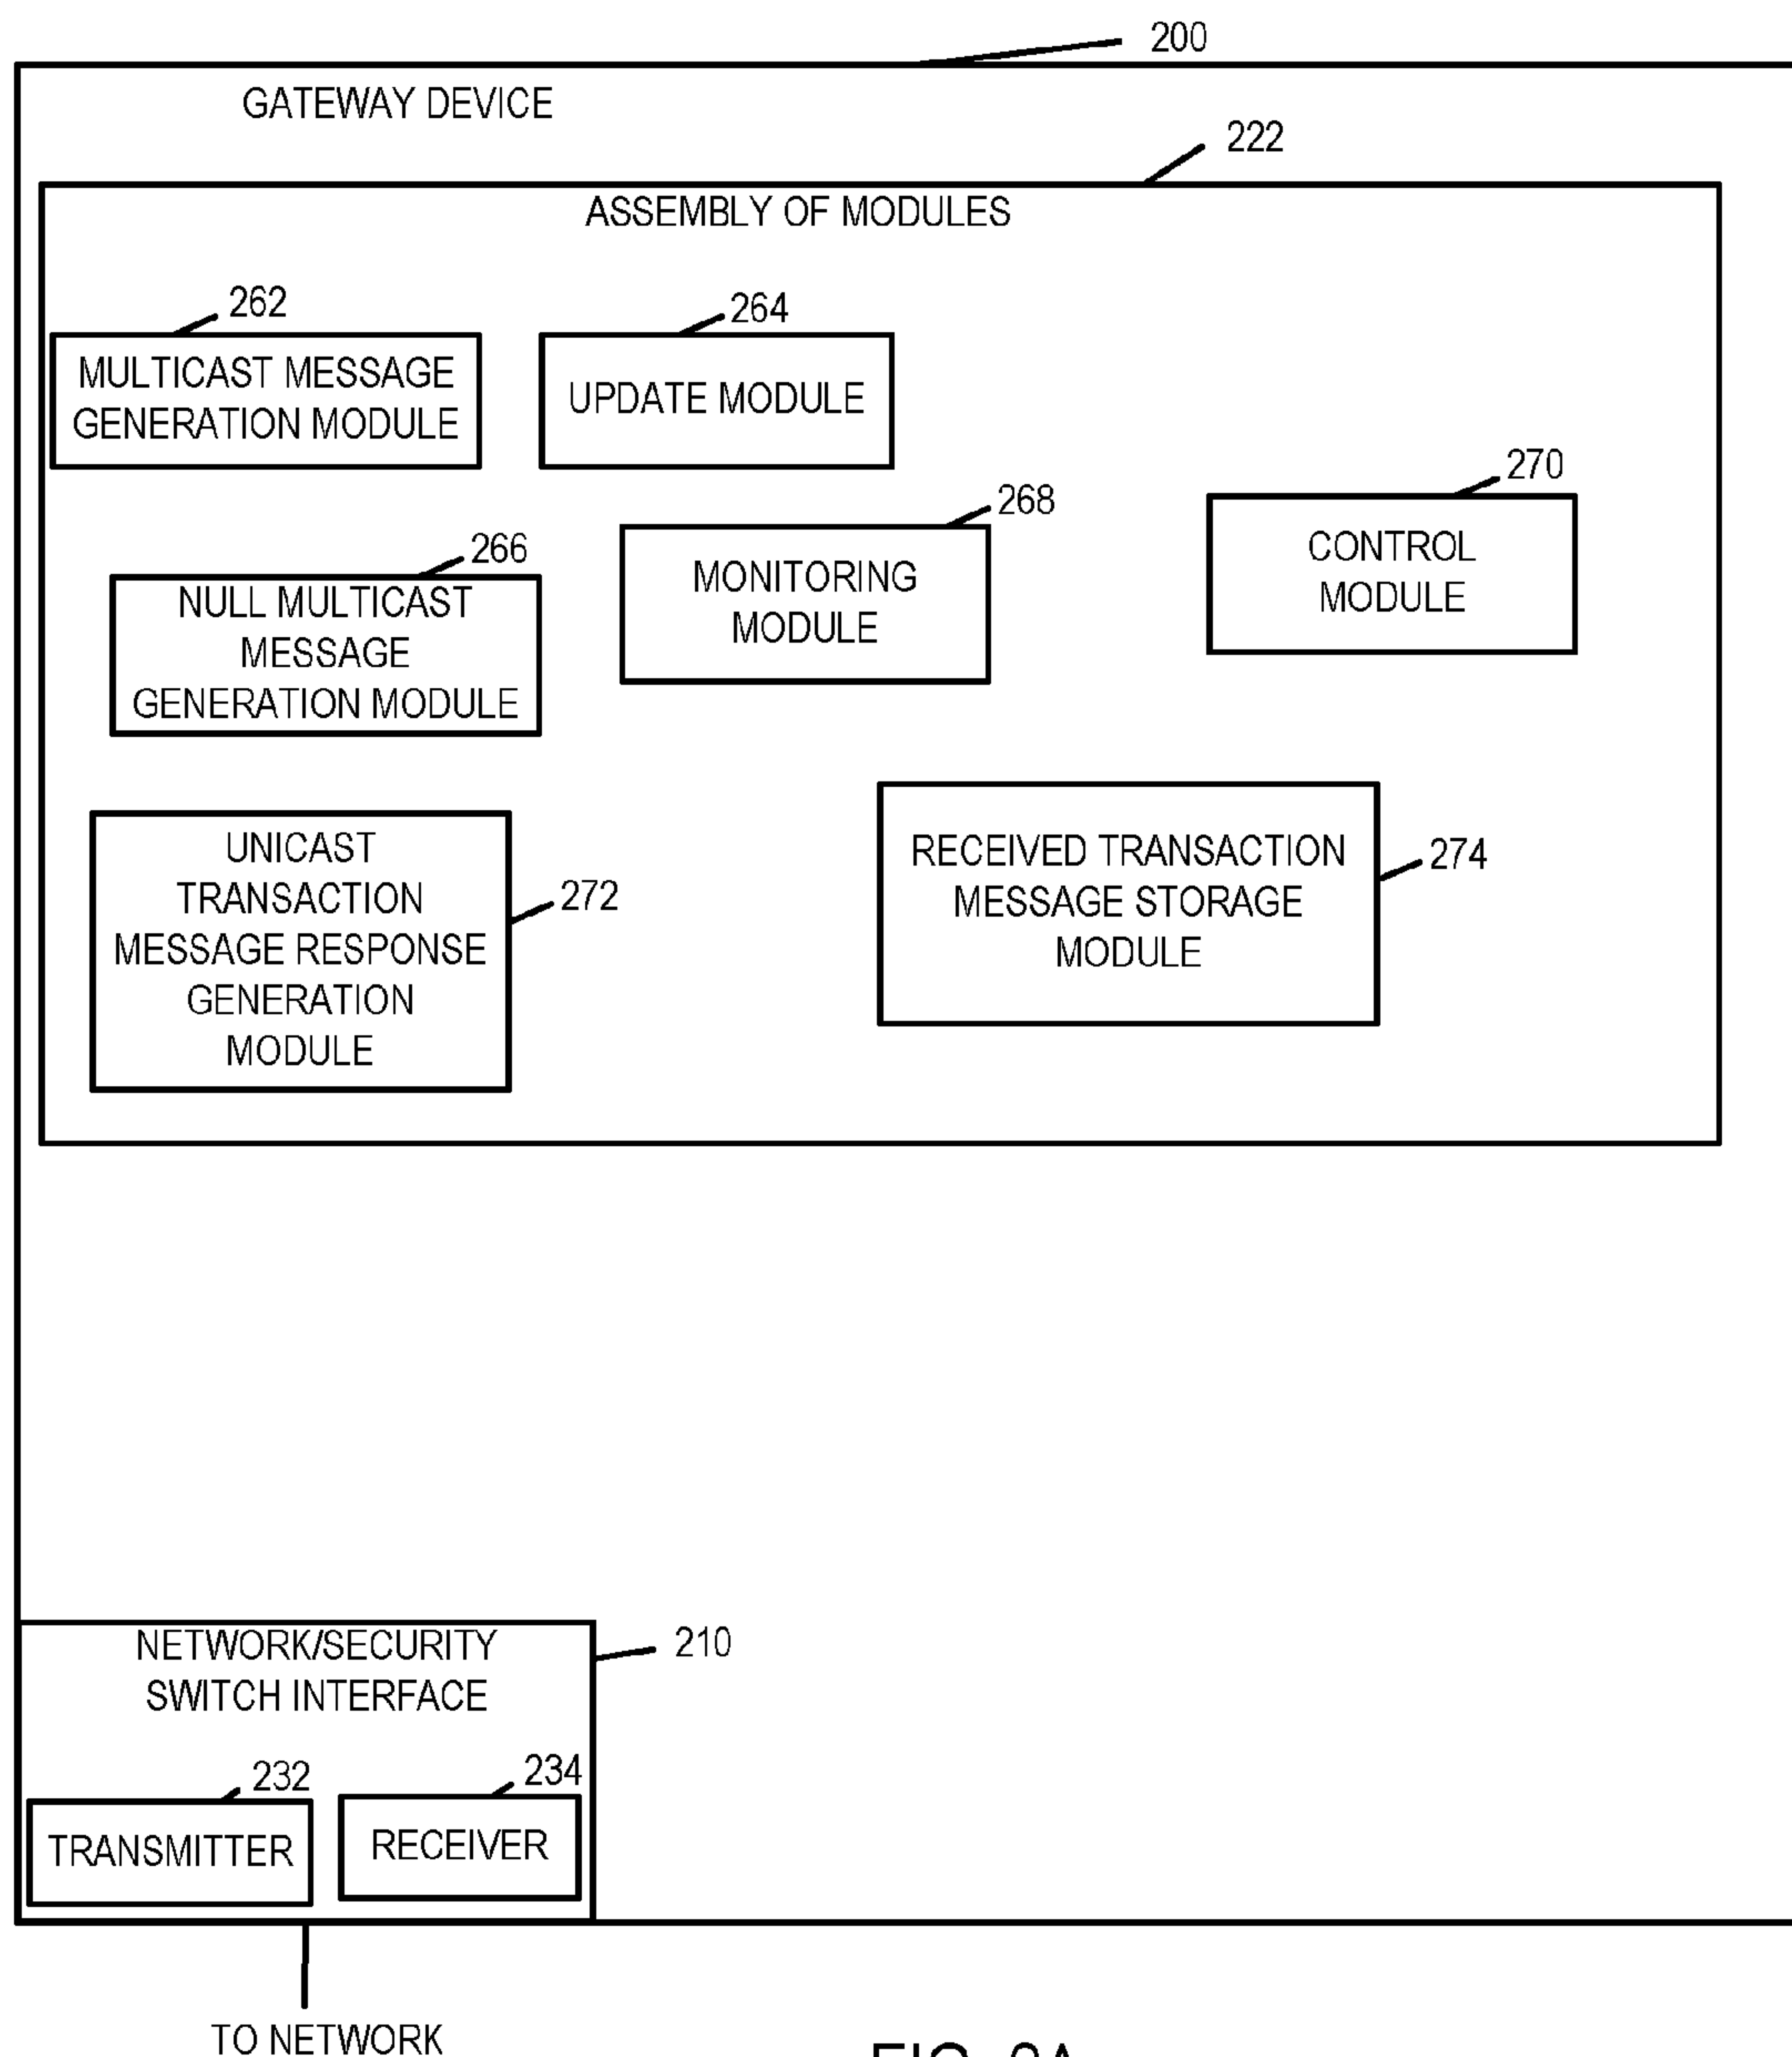 200
GATEWAY DEVICE
222
ASSEMBLY OF MODULES
262
MULTICAST MESSAGE
GENERATION MODULE
264
UPDATE MODULE
266
NULL MULTICAST
MESSAGE
GENERATION MODULE
268
MONITORING
MODULE
270
CONTROL
MODULE
UNICAST
TRANSACTION
MESSAGE RESPONSE
GENERATION
MODULE
272
RECEIVED TRANSACTION
MESSAGE STORAGE
MODULE
274
NETWORK/SECURITY
SWITCH INTERFACE
210
232
TRANSMITTER
234
RECEIVER
TO NETWORK
FIG.